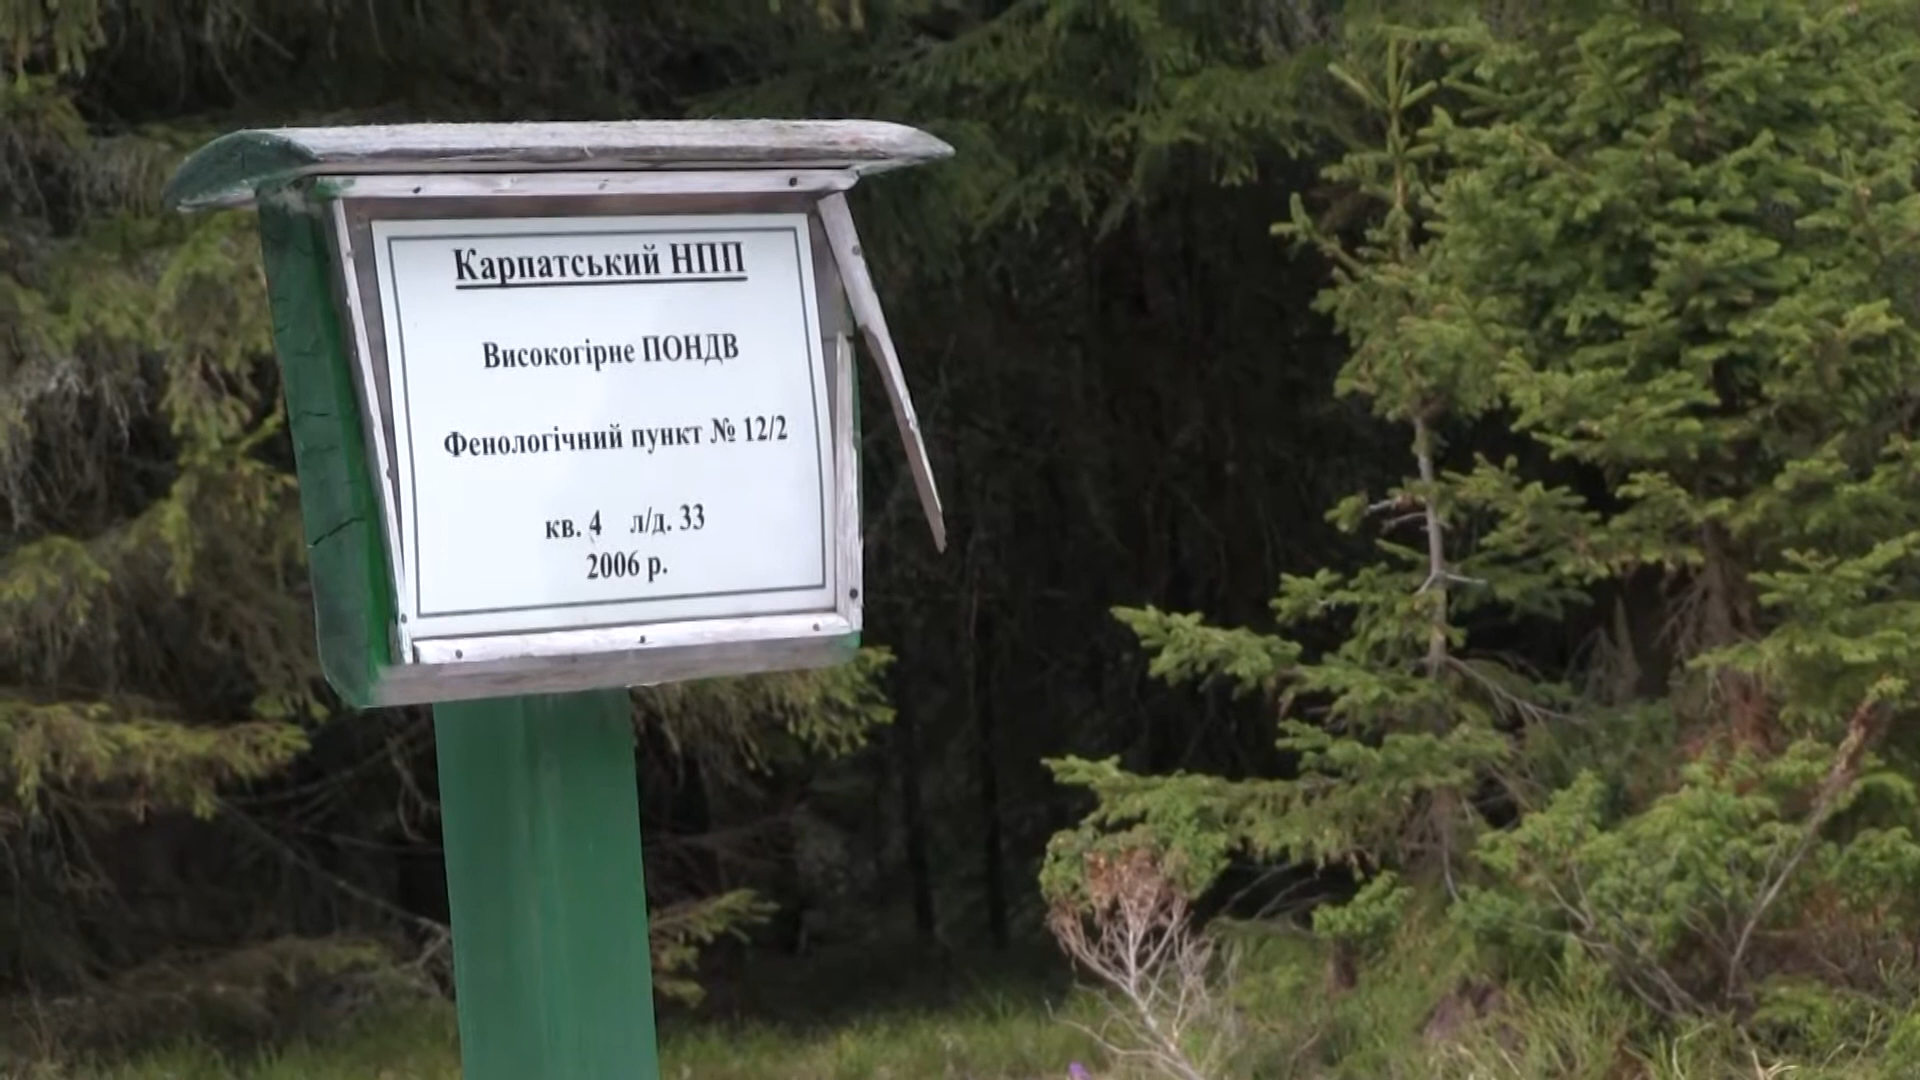 Карпатський НПП
Високогірне ПОНДВ
Фенологічний пункт № 12/2
кв. 4 л/д. 33
2006 р.